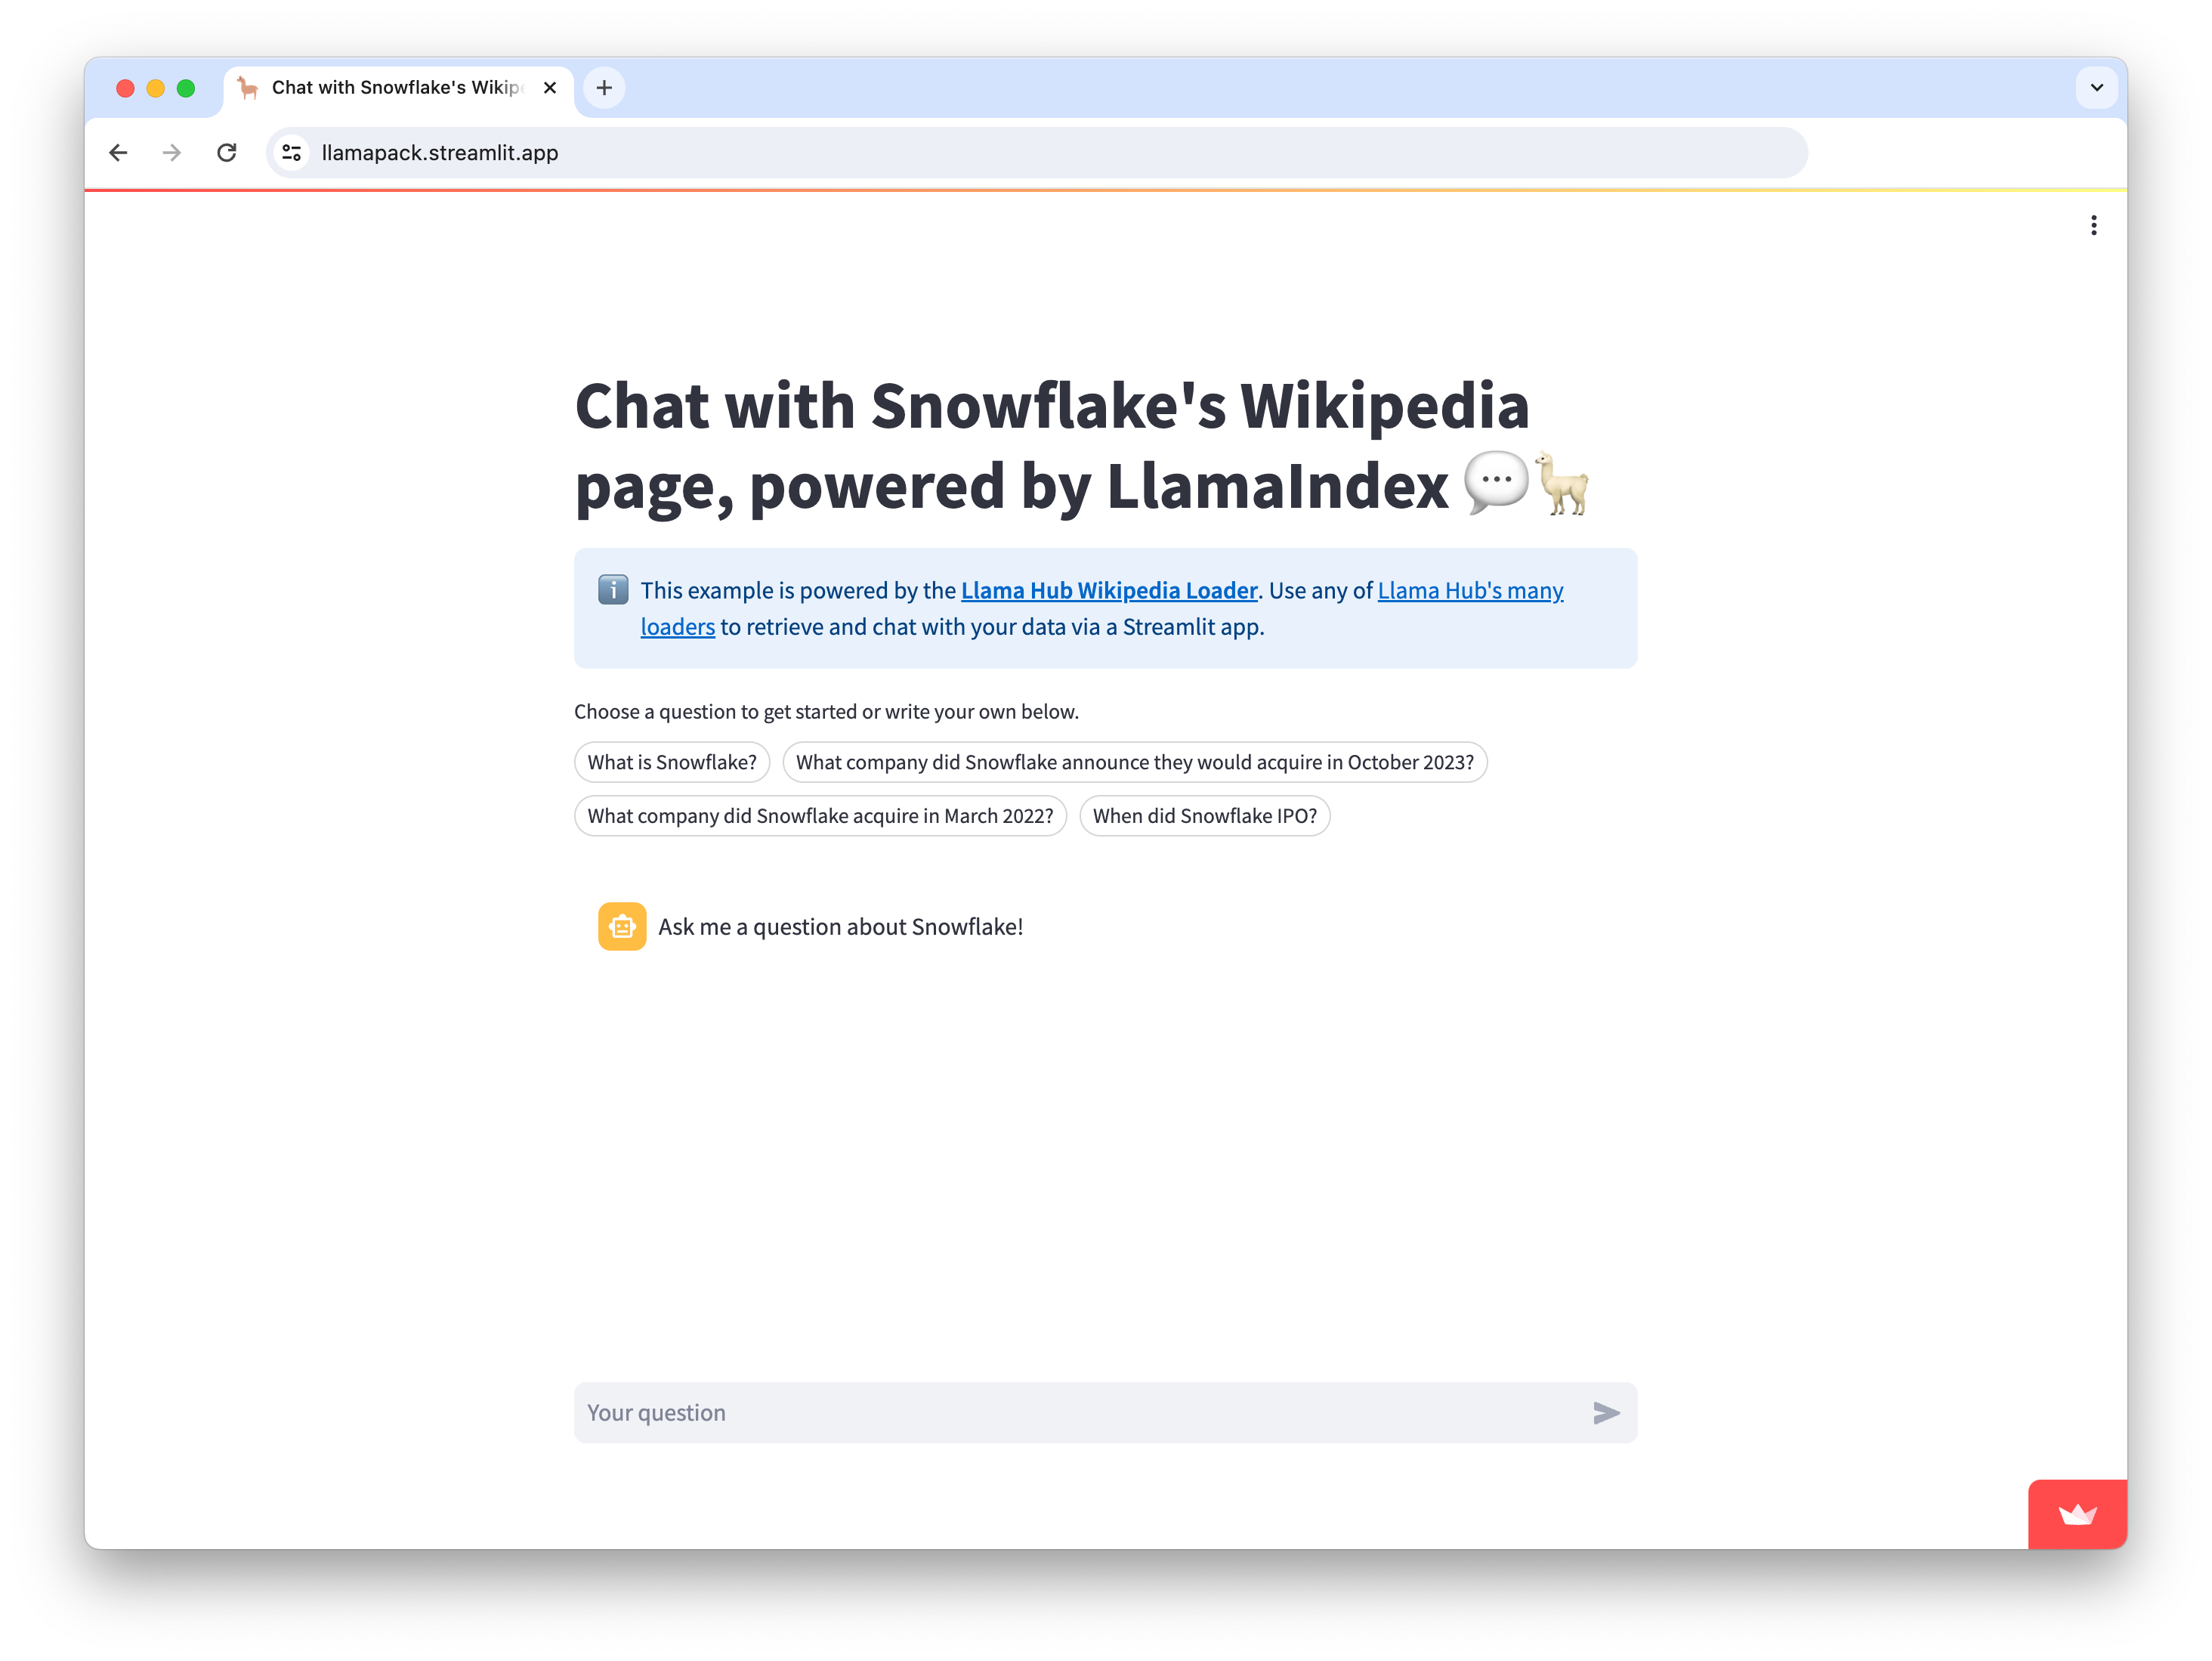 Chat with Snowflake's Wikip
llamapack.streamlit.app
Chat with Snowflake's Wikipedia
page, powered by LlamaIndex 💬🦙
ℹ️ This example is powered by the Llama Hub Wikipedia Loader. Use any of Llama Hub's many
loaders to retrieve and chat with your data via a Streamlit app.
Choose a question to get started or write your own below.
What is Snowflake? What company did Snowflake announce they would acquire in October 2023?
What company did Snowflake acquire in March 2022? When did Snowflake IPO?
Ask me a question about Snowflake!
Your question